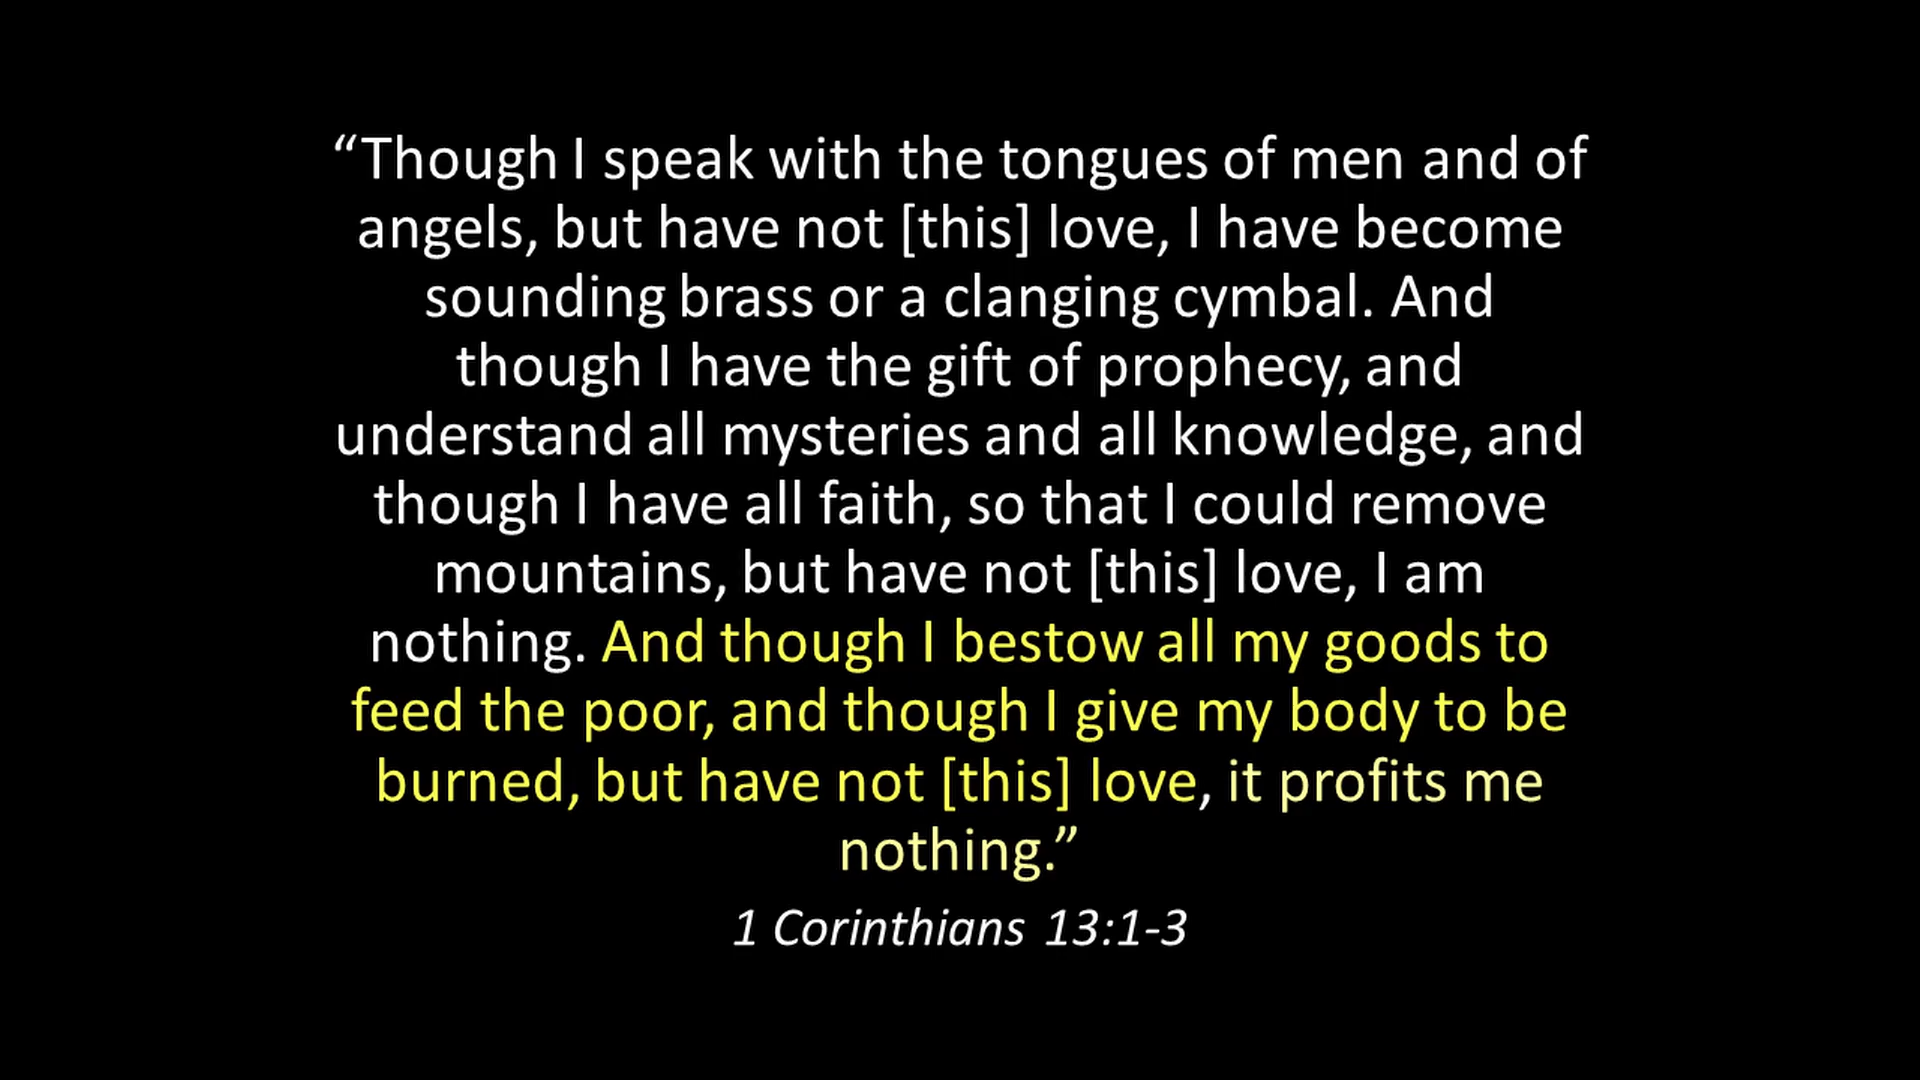 “Though I speak with the tongues of men and of
angels, but have not [this] love, I have become
sounding brass or a clanging cymbal. And
though I have the gift of prophecy, and
understand all mysteries and all knowledge, and
though I have all faith, so that I could remove
mountains, but have not [this] love, I am
nothing. And though I bestow all my goods to
feed the poor, and though I give my body to be
burned, but have not [this] love, it profits me
nothing.”
1 Corinthians 13:1-3